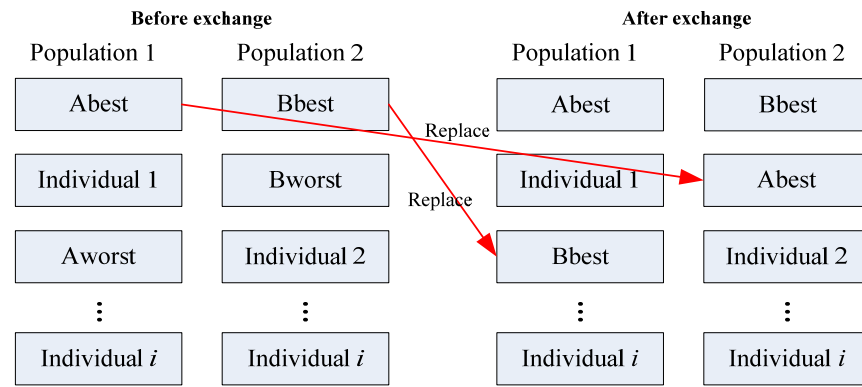 Before exchange
After exchange
Population 1
Population 2
Population 1
Population 2
Abest
Bbest
Abest
Bbest
Replace
Individual 1
Bworst
Individual 1
Abest
Replace
Aworst
Individual 2
Bbest
Individual 2
Individual i
Individual i
Individual i
Individual i